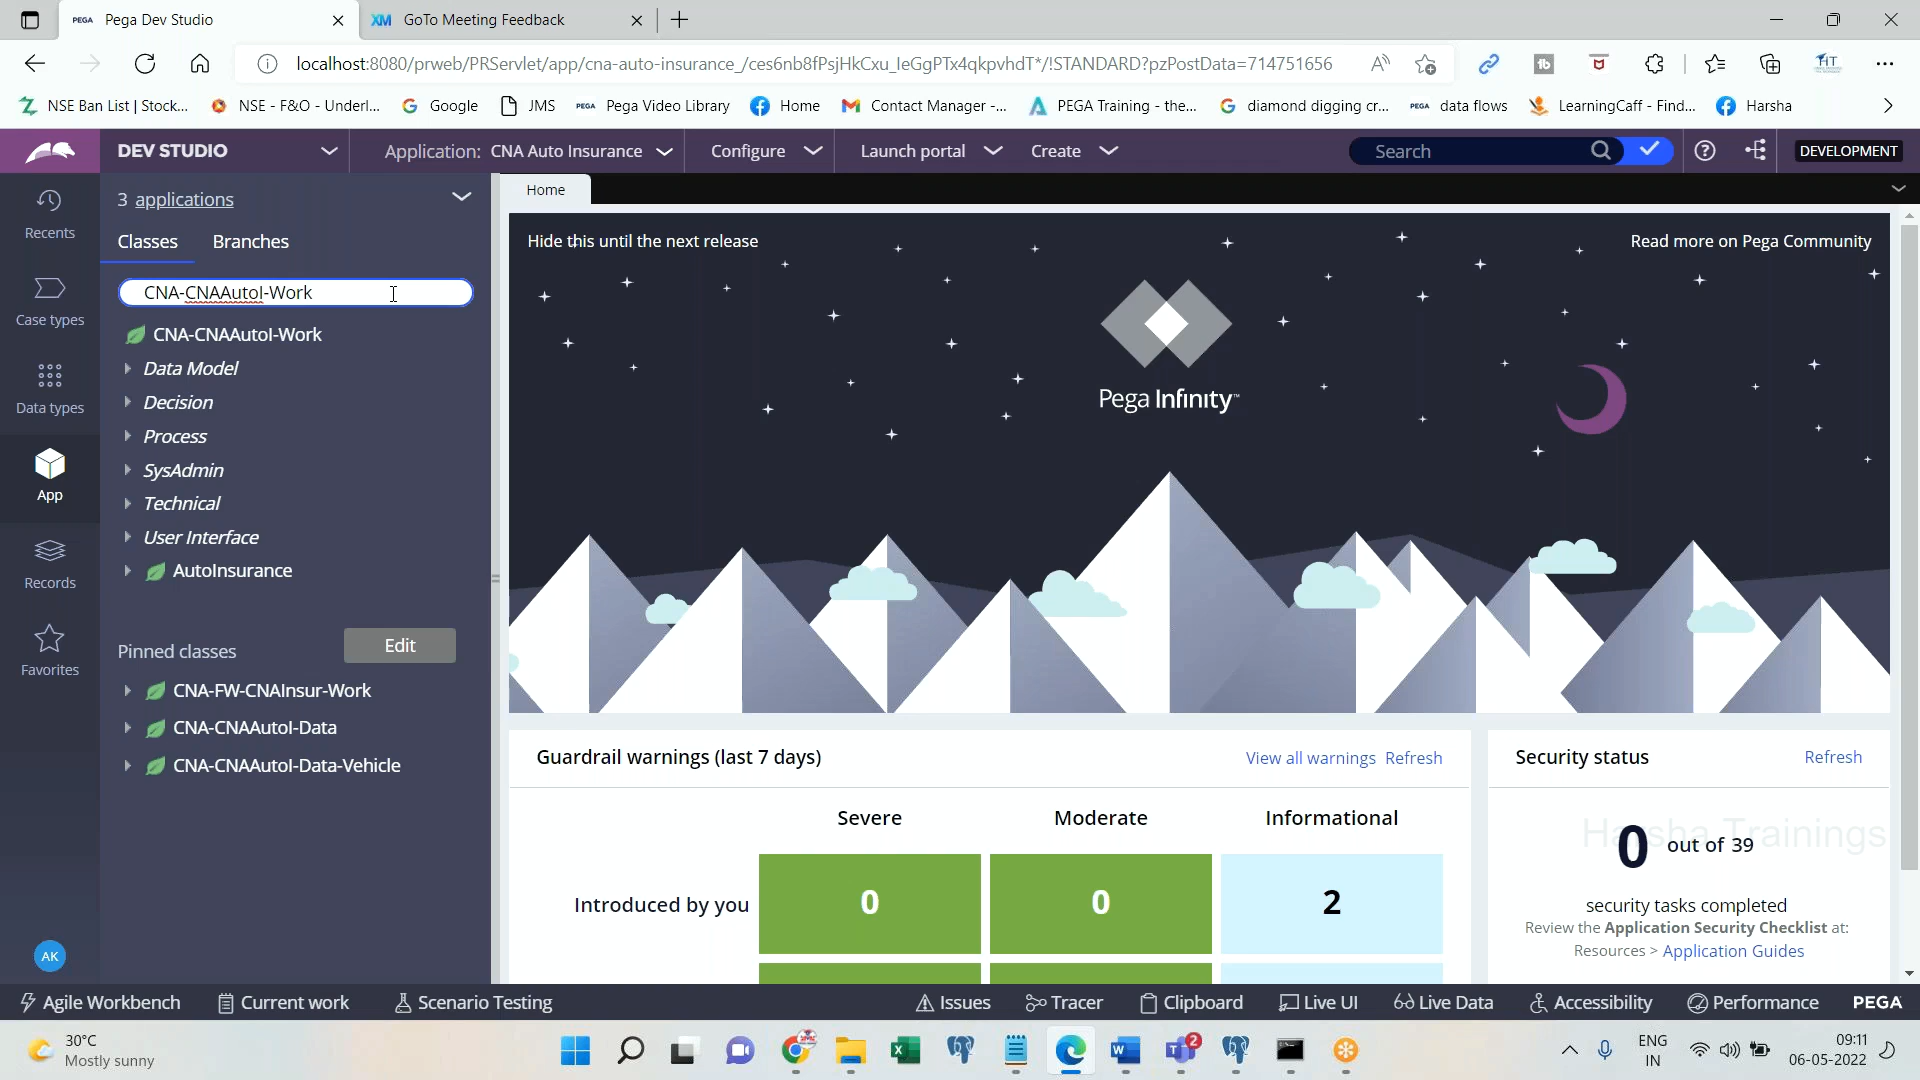 PEGA Pega Dev Studio
XM GoTo Meeting Feedback
localhost:8080/prweb/PRServlet/app/cna-auto-insurance_/ces6nb8fPsjHkCxu_IeGgPTx4qkpvhdT*/!STANDARD?pzPostData=714751656
NSE Ban List | Stock... NSE - F&O - Underl... Google JMS PEGA Pega Video Library Home Contact Manager -... PEGA Training - the... diamond digging cr... PEGA data flows LearningCaff - Find... Harsha
DEV STUDIO Application: CNA Auto Insurance Configure Launch portal Create Search DEVELOPMENT
Recents
Case types
Data types
App
Records
Favorites
AK
3 applications
Classes Branches
CNA-CNAAutoI-Work
CNA-CNAAutoI-Work
Data Model
Decision
Process
SysAdmin
Technical
User Interface
AutoInsurance
Pinned classes Edit
CNA-FW-CNAInsur-Work
CNA-CNAAutoI-Data
CNA-CNAAutoI-Data-Vehicle
Home
Hide this until the next release Read more on Pega Community
Pega Infinity™
Guardrail warnings (last 7 days) View all warnings Refresh
Severe Moderate Informational
Introduced by you 0 0 2
Security status Refresh
Harsha Trainings
0 out of 39
security tasks completed
Review the Application Security Checklist at:
Resources > Application Guides
Agile Workbench Current work Scenario Testing Issues Tracer Clipboard Live UI Live Data Accessibility Performance PEGA
30°C
Mostly sunny
2
ENG
IN
09:11
06-05-2022